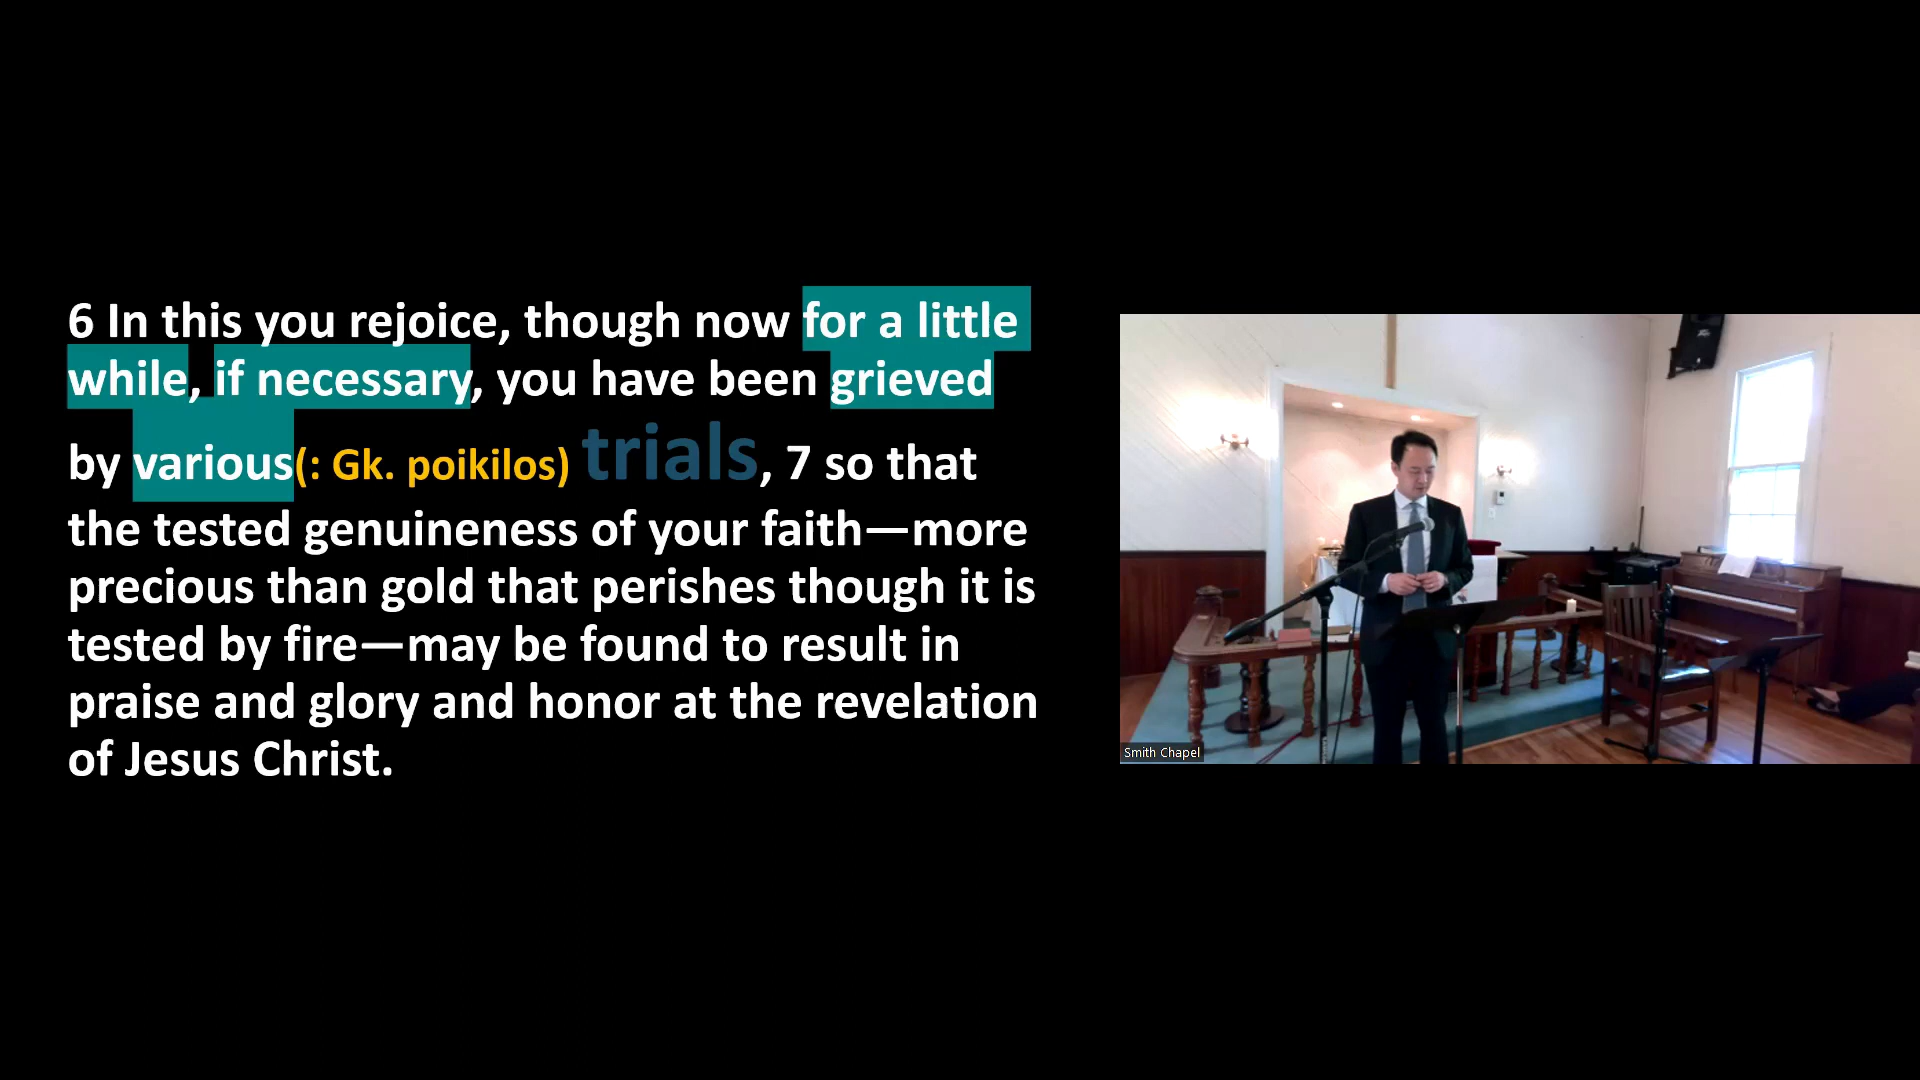 6 In this you rejoice, though now for a little
while, if necessary, you have been grieved
by various(: Gk. poikilos) trials, 7 so that
the tested genuineness of your faith—more
precious than gold that perishes though it is
tested by fire—may be found to result in
praise and glory and honor at the revelation
of Jesus Christ.
Smith Chapel